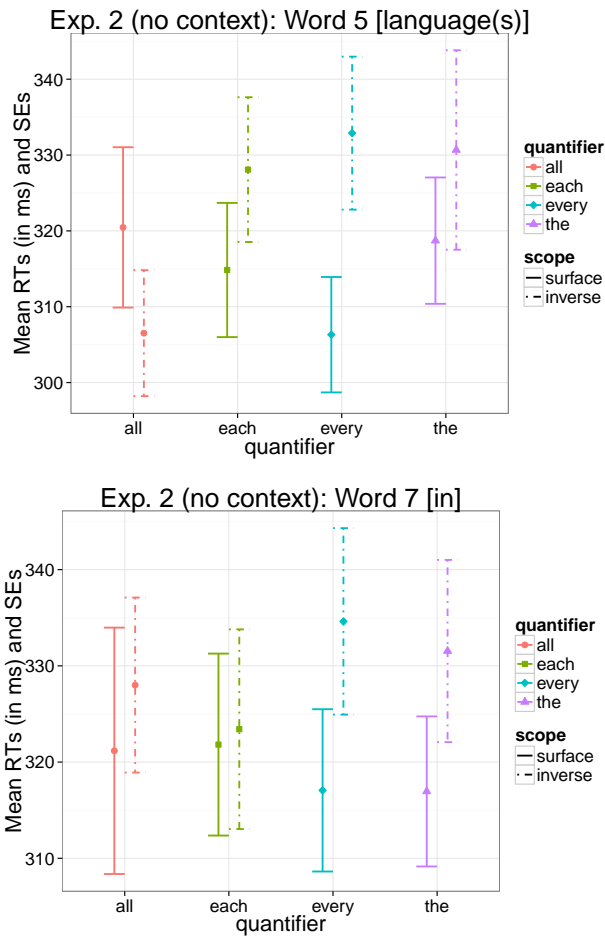 Exp. 2 (no context): Word 5 [language(s)]
Mean RTs (in ms) and SEs
340
330
320
310
300
all each every the
quantifier
quantifier
all
each
every
the
scope
surface
inverse
Exp. 2 (no context): Word 7 [in]
Mean RTs (in ms) and SEs
340
330
320
310
all each every the
quantifier
quantifier
all
each
every
the
scope
surface
inverse